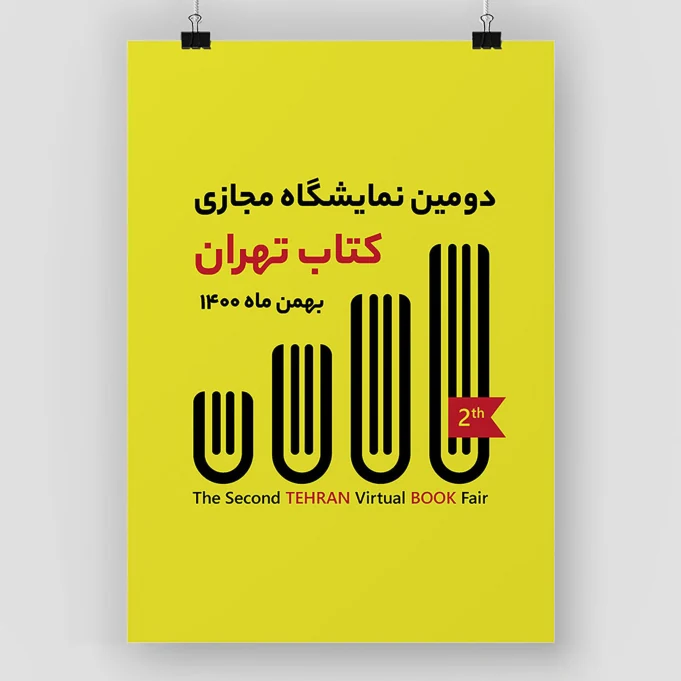 دومین نمایشگاه مجازی
کتاب تهران
بهمن ماه ۱۴۰۰
2th
The Second TEHRAN Virtual BOOK Fair